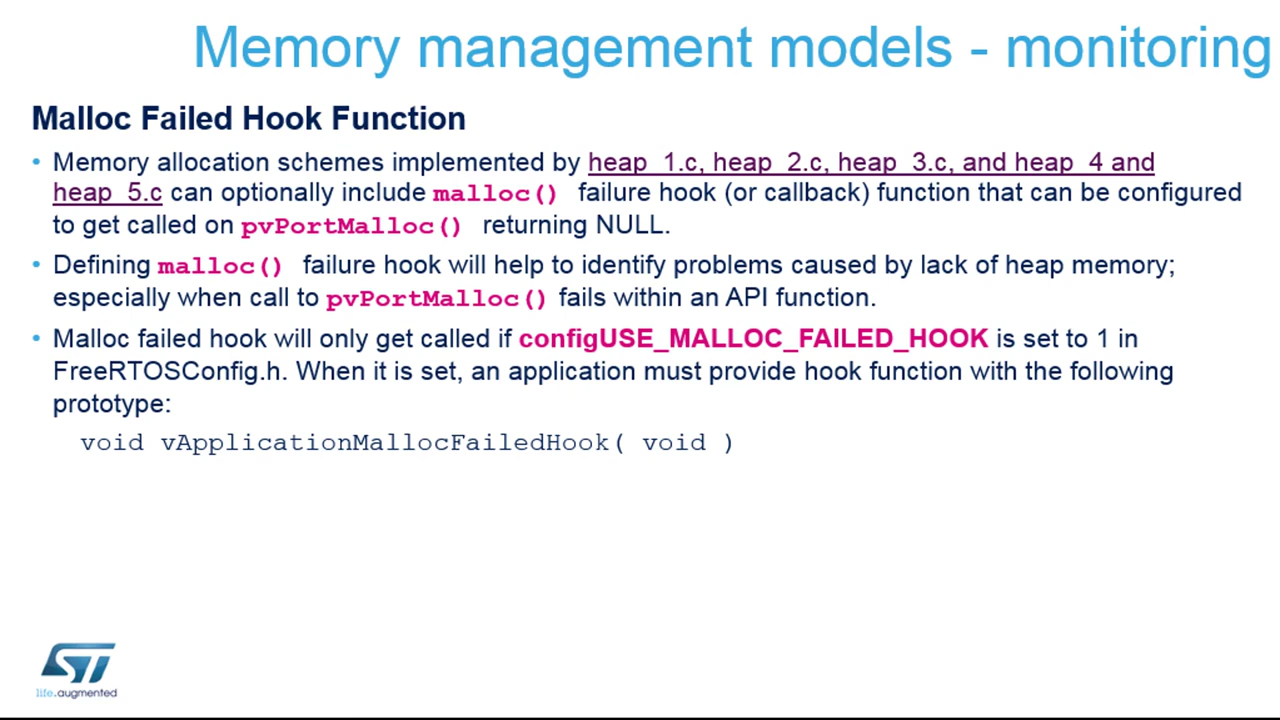 Memory management models - monitoring
Malloc Failed Hook Function
• Memory allocation schemes implemented by heap_1.c, heap_2.c, heap_3.c, and heap_4 and
heap_5.c can optionally include malloc() failure hook (or callback) function that can be configured
to get called on pvPortMalloc() returning NULL.
• Defining malloc() failure hook will help to identify problems caused by lack of heap memory;
especially when call to pvPortMalloc() fails within an API function.
• Malloc failed hook will only get called if configUSE_MALLOC_FAILED_HOOK is set to 1 in
FreeRTOSConfig.h. When it is set, an application must provide hook function with the following
prototype:
void vApplicationMallocFailedHook( void )
ST
life.augmented